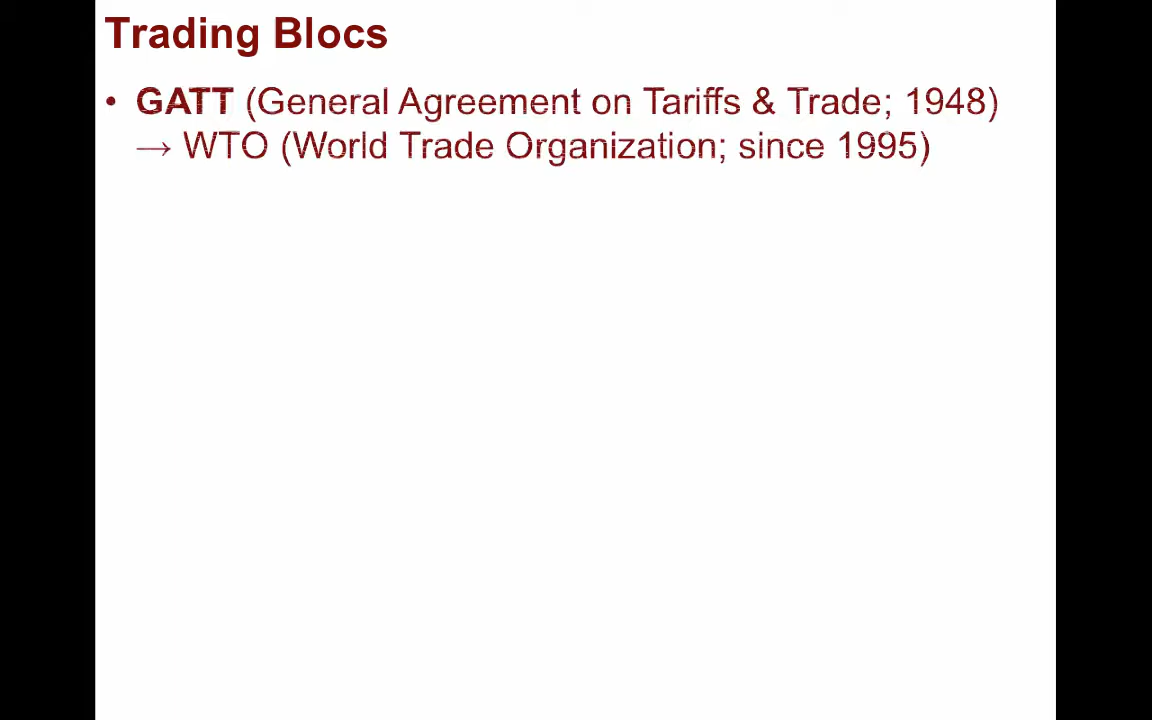 Trading Blocs
• GATT (General Agreement on Tariffs & Trade; 1948)
→ WTO (World Trade Organization; since 1995)